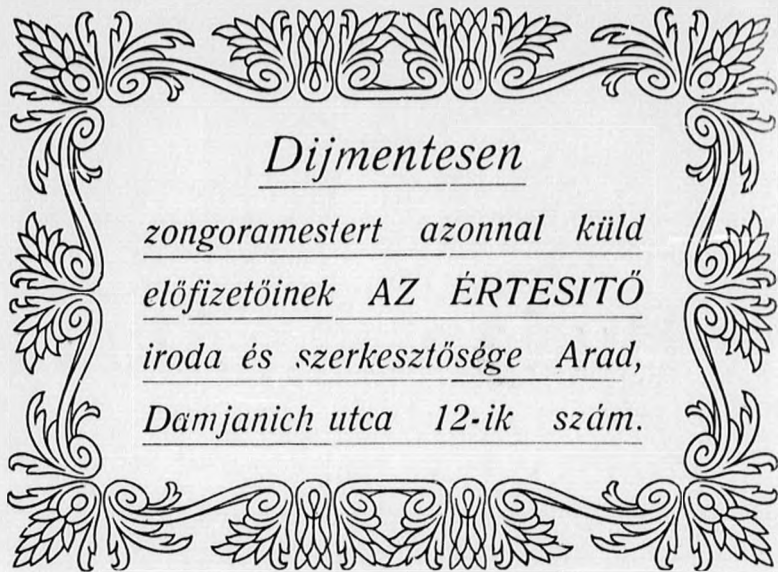 Dijmentesen
zongoramestert azonnal küld
előfizetőinek AZ ÉRTESITŐ
iroda és szerkesztősége Arad,
Damjanich utca 12-ik szám.